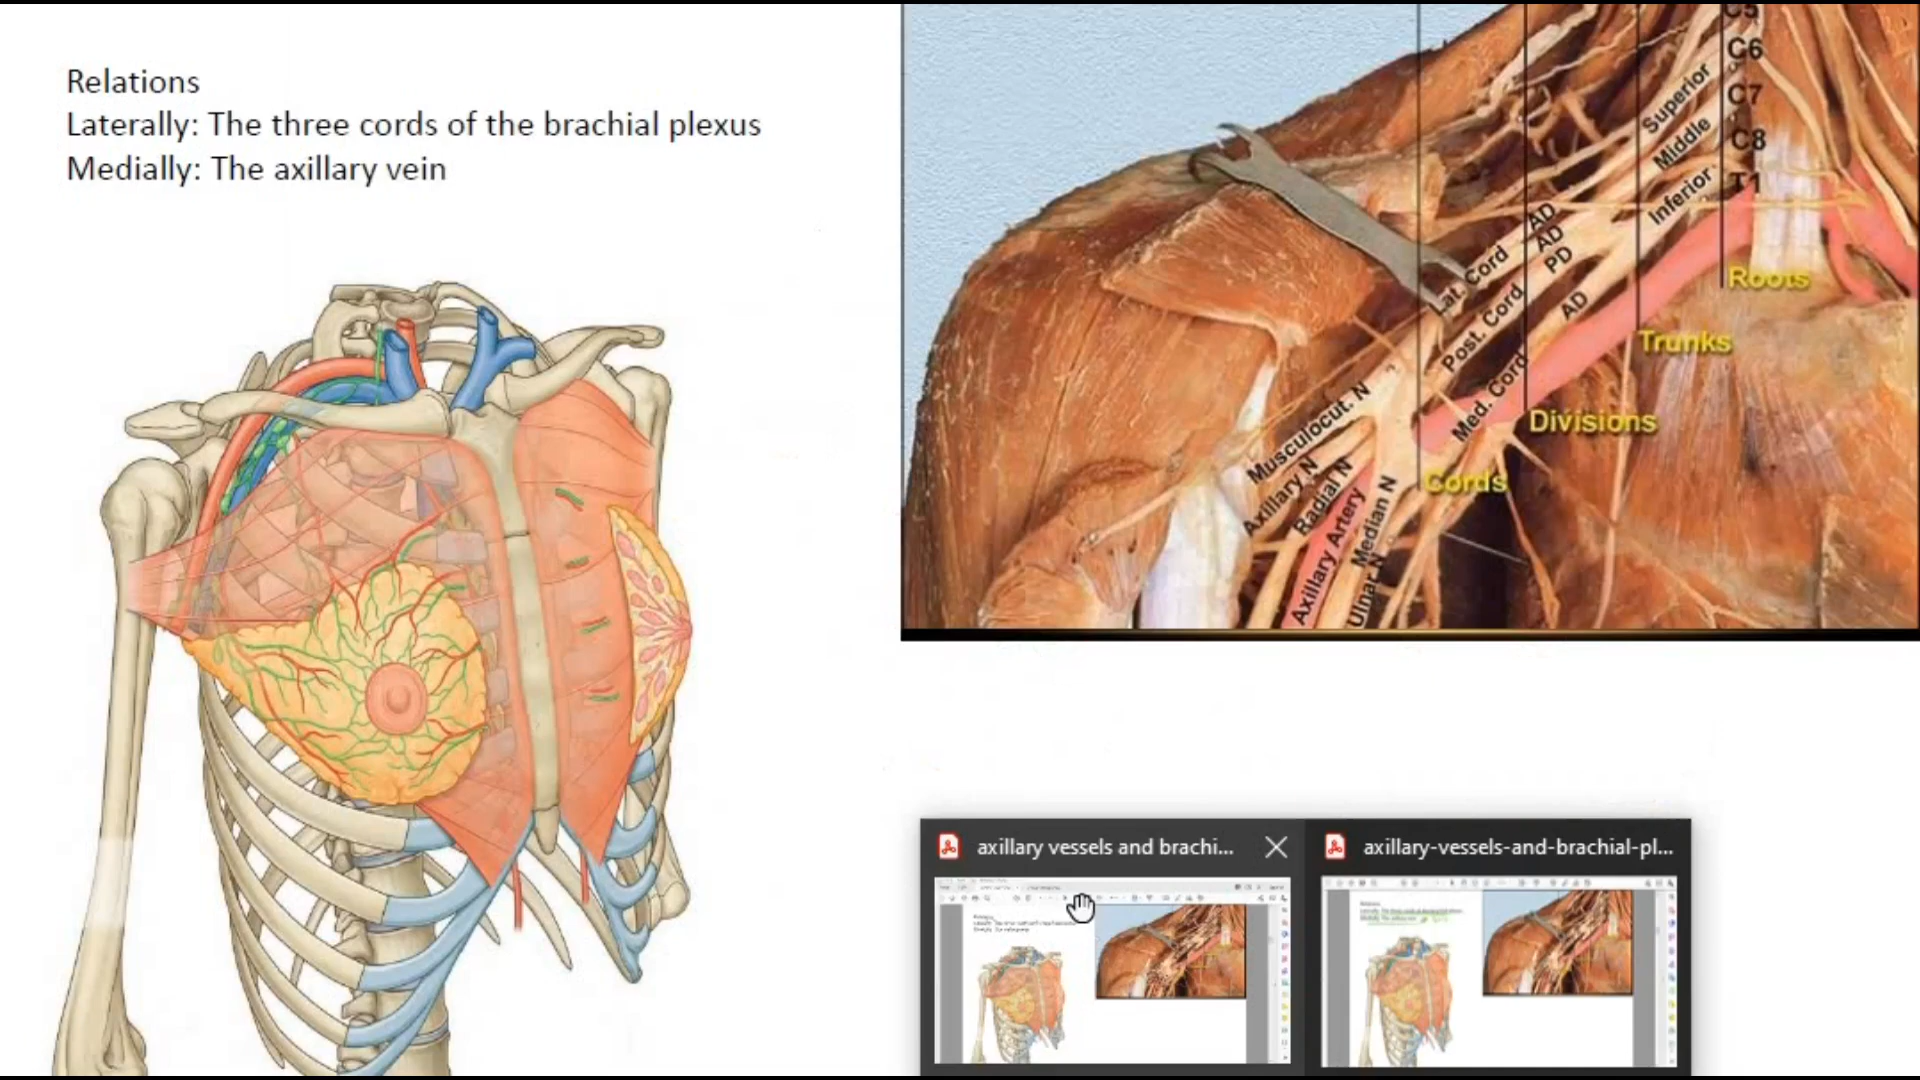 Relations
Laterally: The three cords of the brachial plexus
Medially: The axillary vein
C5
C6
C7
C8
T1
Superior
Middle
Inferior
AD
AD
PD
AD
Lat. Cord
Post. Cord
Med. Cord
Roots
Trunks
Divisions
Cords
Musculocut. N
Axillary N
Radial N
Axillary Artery
Median N
Ulnar N
axillary vessels and brachi...
axillary-vessels-and-brachial-pl...